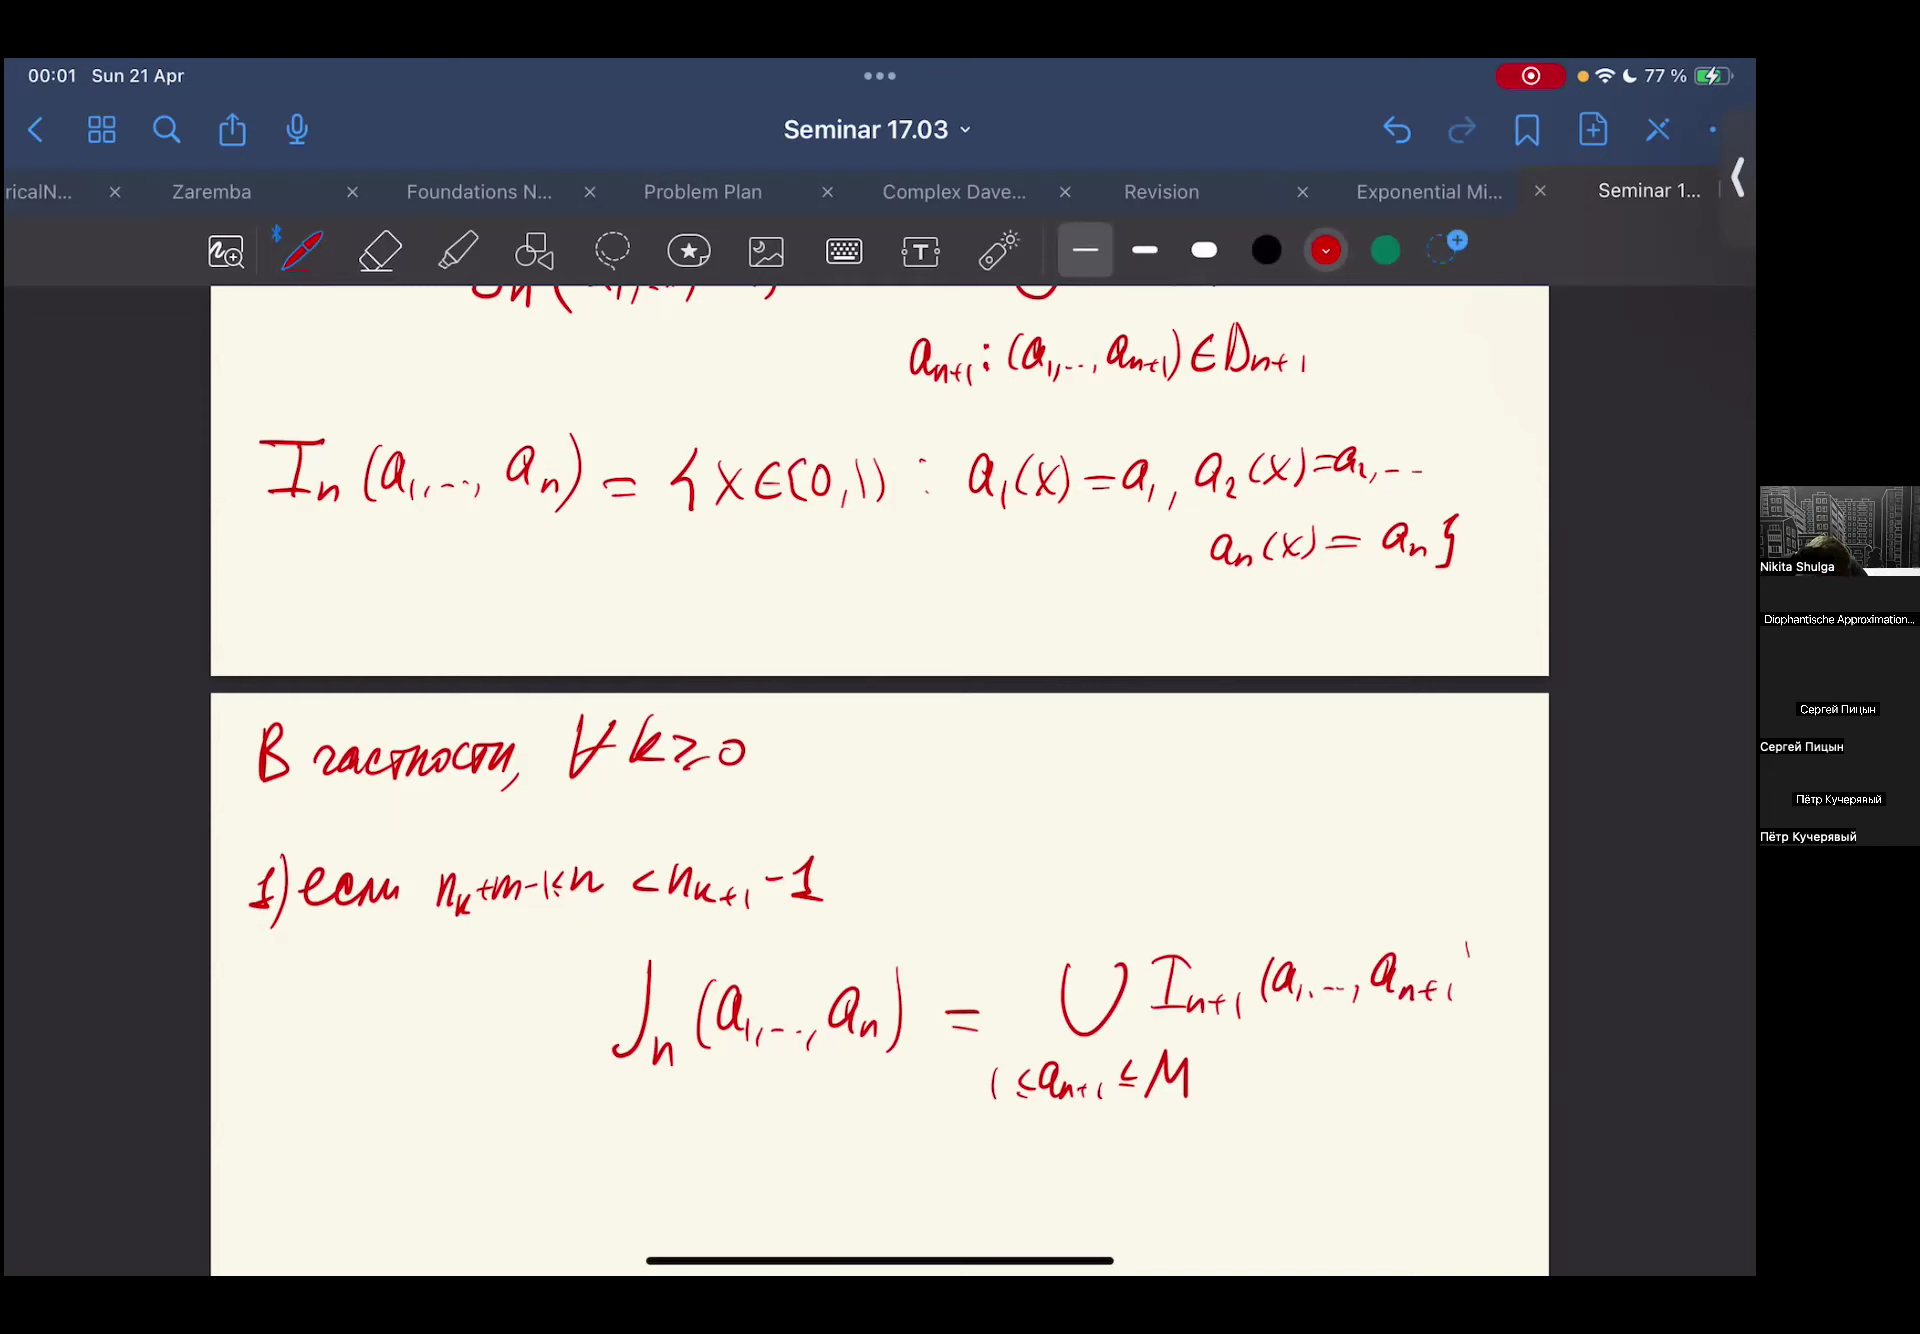 00:01 Sun 21 Apr
77 %
Seminar 17.03
ricalN... Zaremba Foundations N... Problem Plan Complex Dave... Revision Exponential Mi... Seminar 1...
a_{n+1} : (a_1, .., a_{n+1}) ∈ D_{n+1}
I_n (a_1, .., a_n) = { x ∈ [0,1) : a_1(x) = a_1, a_2(x) = a_2, ..
a_n(x) = a_n }
В частности, ∀ k ≥ 0
1) если n_k + m - 1 ≤ n < n_{k+1} - 1
J_n (a_1, .., a_n) = ∪ I_{n+1} (a_1, .., a_{n+1}
1 ≤ a_{n+1} ≤ M
Nikita Shulga
Diophantische Approximation...
Сергей Пицын
Сергей Пицын
Пётр Кучерявый
Пётр Кучерявый